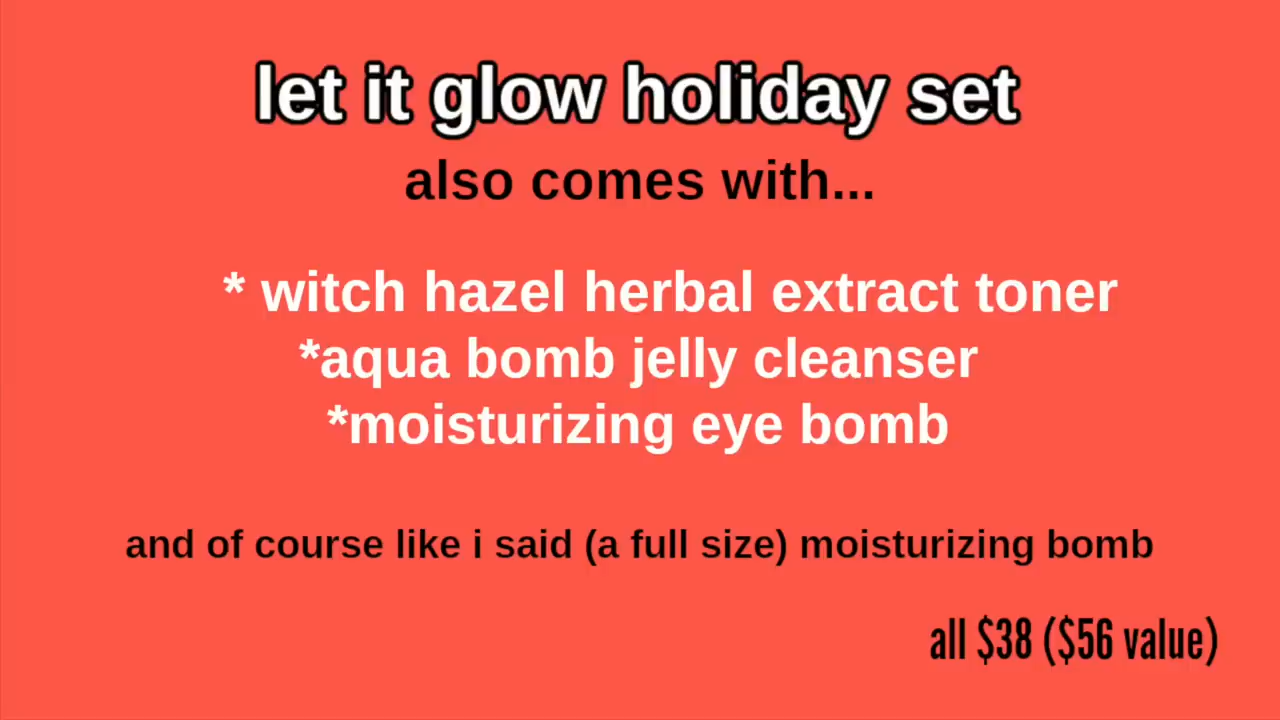 let it glow holiday set
also comes with...
* witch hazel herbal extract toner
*aqua bomb jelly cleanser
*moisturizing eye bomb
and of course like i said (a full size) moisturizing bomb
all $38 ($56 value)